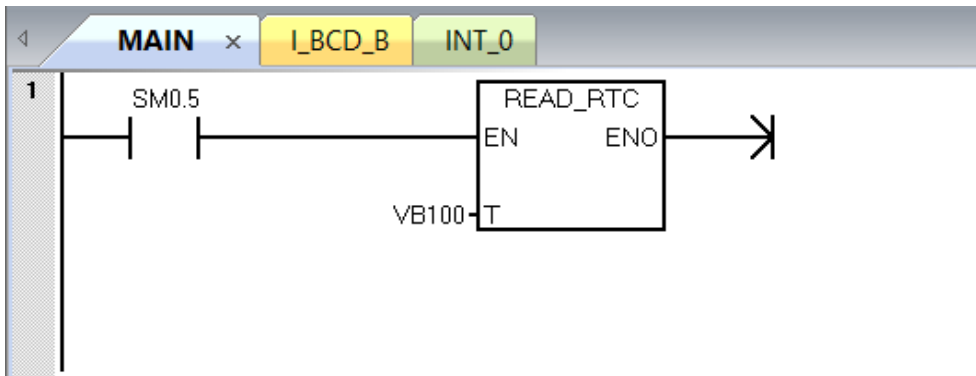 MAIN × I_BCD_B INT_0
1
SM0.5
READ_RTC
EN ENO
VB100 T